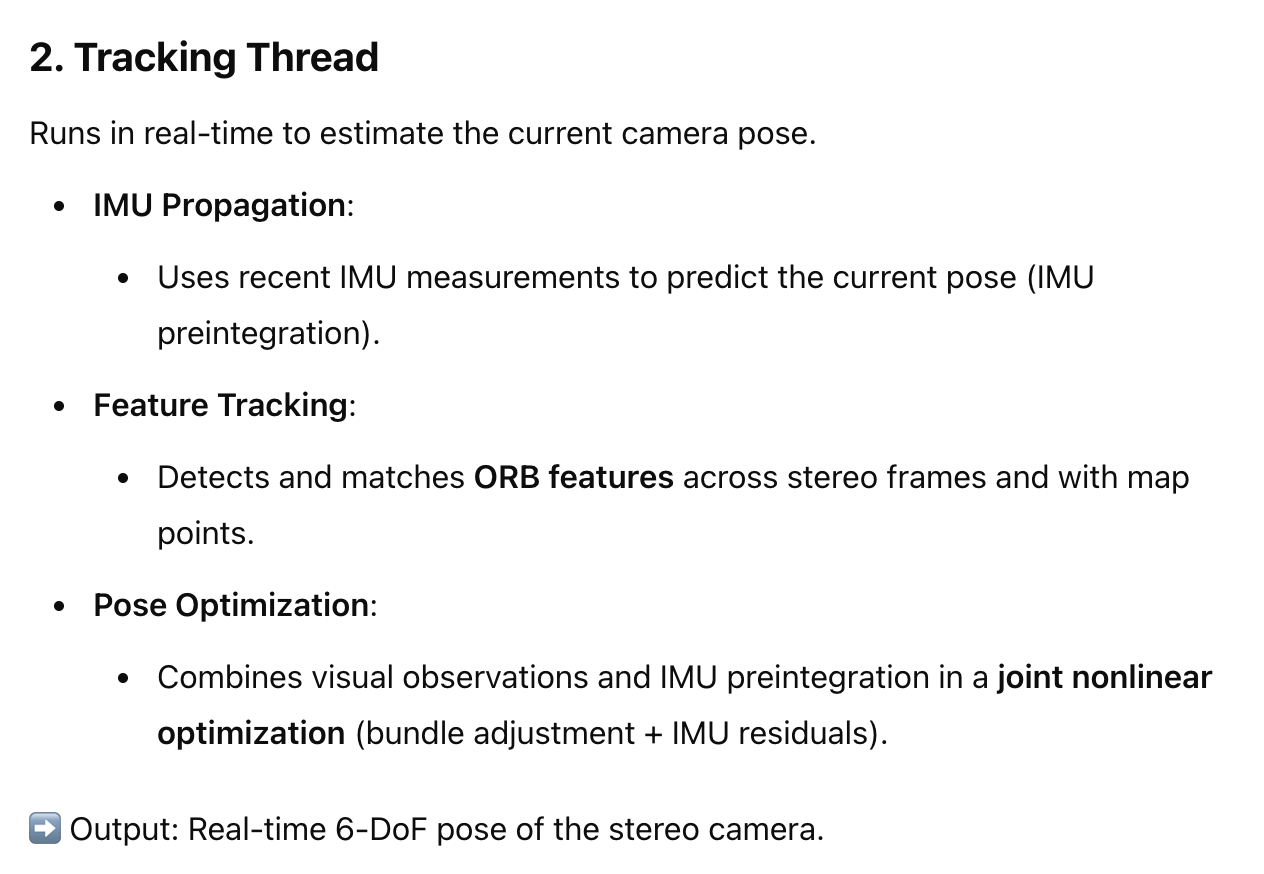 2. Tracking Thread
Runs in real-time to estimate the current camera pose.
• IMU Propagation:
• Uses recent IMU measurements to predict the current pose (IMU
preintegration).
• Feature Tracking:
• Detects and matches ORB features across stereo frames and with map
points.
• Pose Optimization:
• Combines visual observations and IMU preintegration in a joint nonlinear
optimization (bundle adjustment + IMU residuals).
➡️ Output: Real-time 6-DoF pose of the stereo camera.